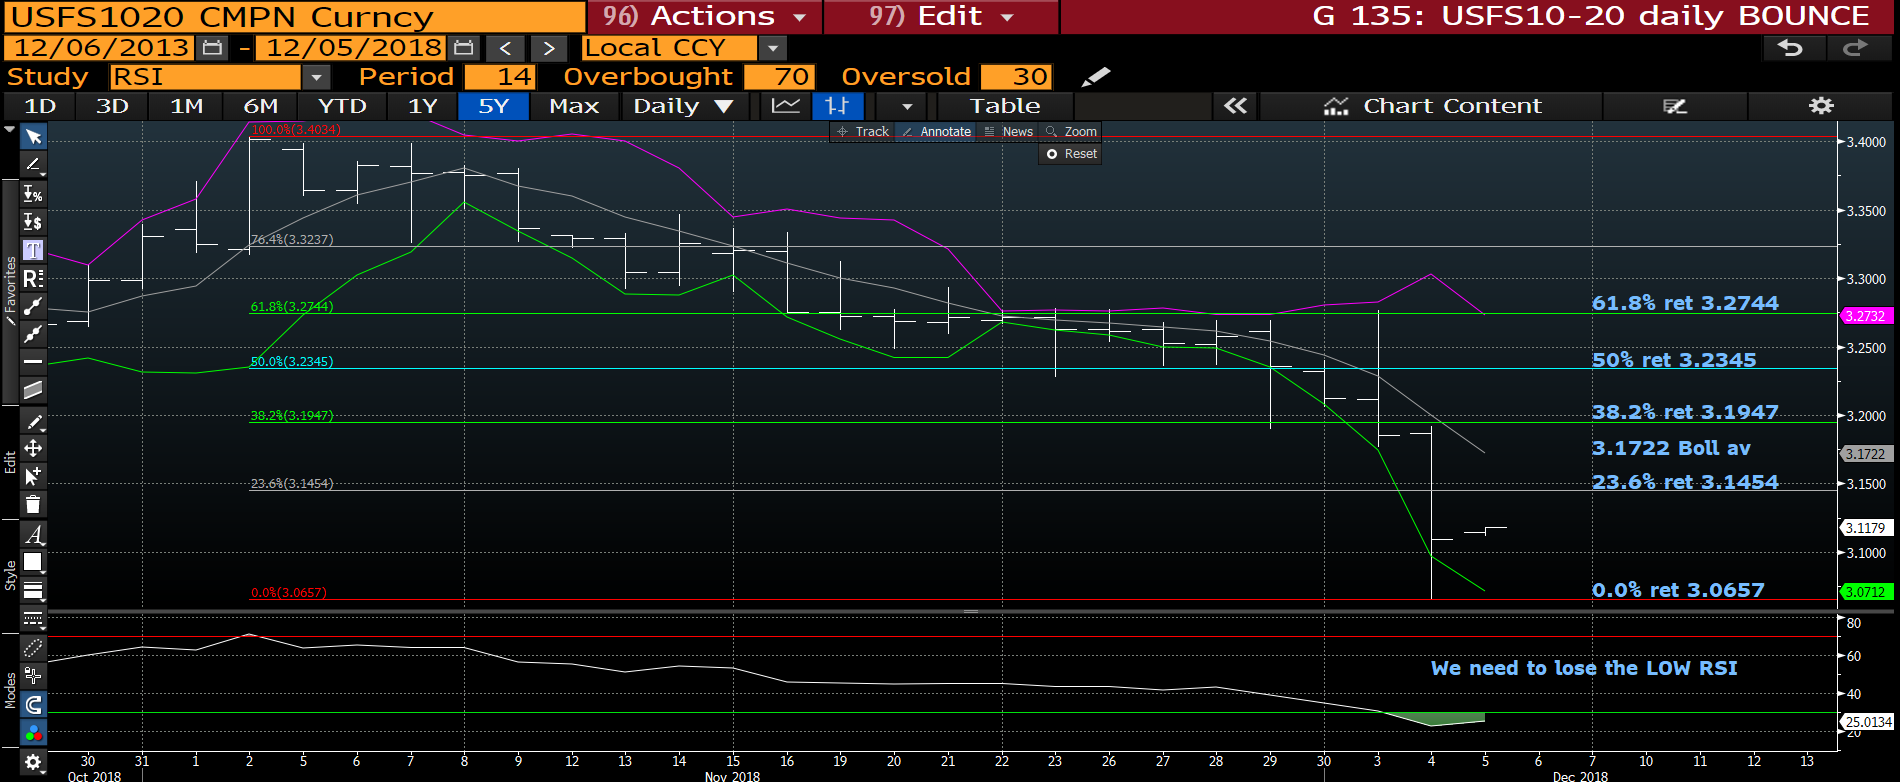 USFS1020 CMPN Curncy 96) Actions 97) Edit G 135: USFS10-20 daily BOUNCE
12/06/2013 - 12/05/2018 < > Local CCY
Study RSI Period 14 Overbought 70 Oversold 30
1D 3D 1M 6M YTD 1Y 5Y Max Daily ▼ Table Chart Content
Track Annotate News Zoom
Reset
Favorites
Edit
Style
Modes
% 
$
T
R
A
100.0%(3.4034)
76.4%(3.3237)
61.8%(3.2744)
50.0%(3.2345)
38.2%(3.1947)
23.6%(3.1454)
0.0%(3.0657)
61.8% ret 3.2744
50% ret 3.2345
38.2% ret 3.1947
3.1722 Boll av
23.6% ret 3.1454
0.0% ret 3.0657
3.4000
3.3500
3.3000
3.2732
3.2500
3.2000
3.1722
3.1500
3.1179
3.1000
3.0712
We need to lose the LOW RSI
80
60
40
25.0134
20
30 31 1 2 5 6 7 8 9 12 13 14 15 16 19 20 21 22 23 26 27 28 29 30 3 4 5 6 7 10 11 12 13
Oct 2018 Nov 2018 Dec 2018